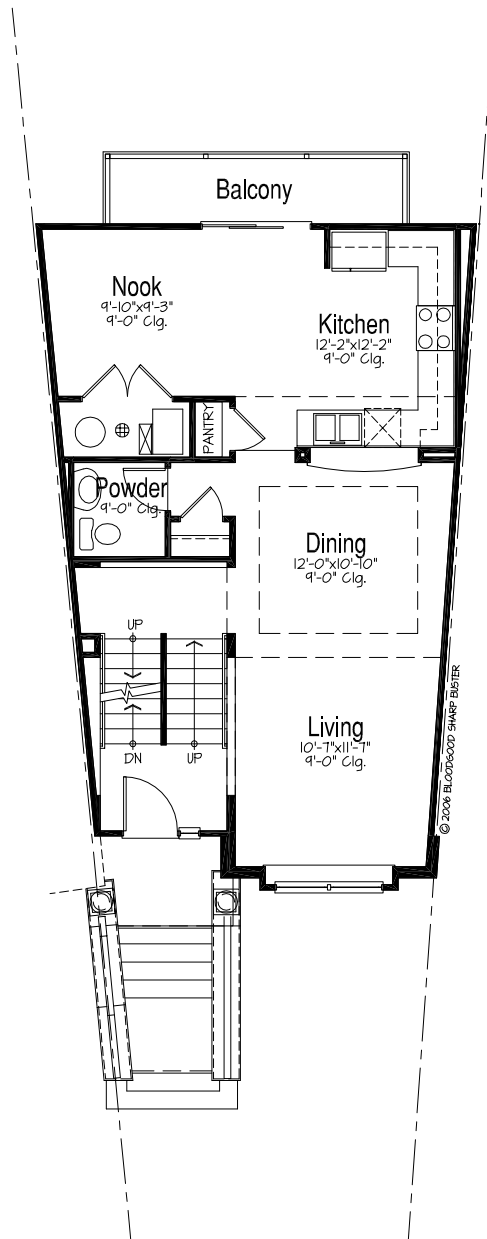 Balcony
Nook
9'-10"x9'-3"
9'-0" Clg.
Kitchen
12'-2"x12'-2"
9'-0" Clg.
PANTRY
Powder
9'-0" Clg.
Dining
12'-0"x10'-10"
9'-0" Clg.
UP
Living
10'-7"x11'-7"
9'-0" Clg.
DN
UP
© 2006 BLOODGOOD SHARP BUSTER